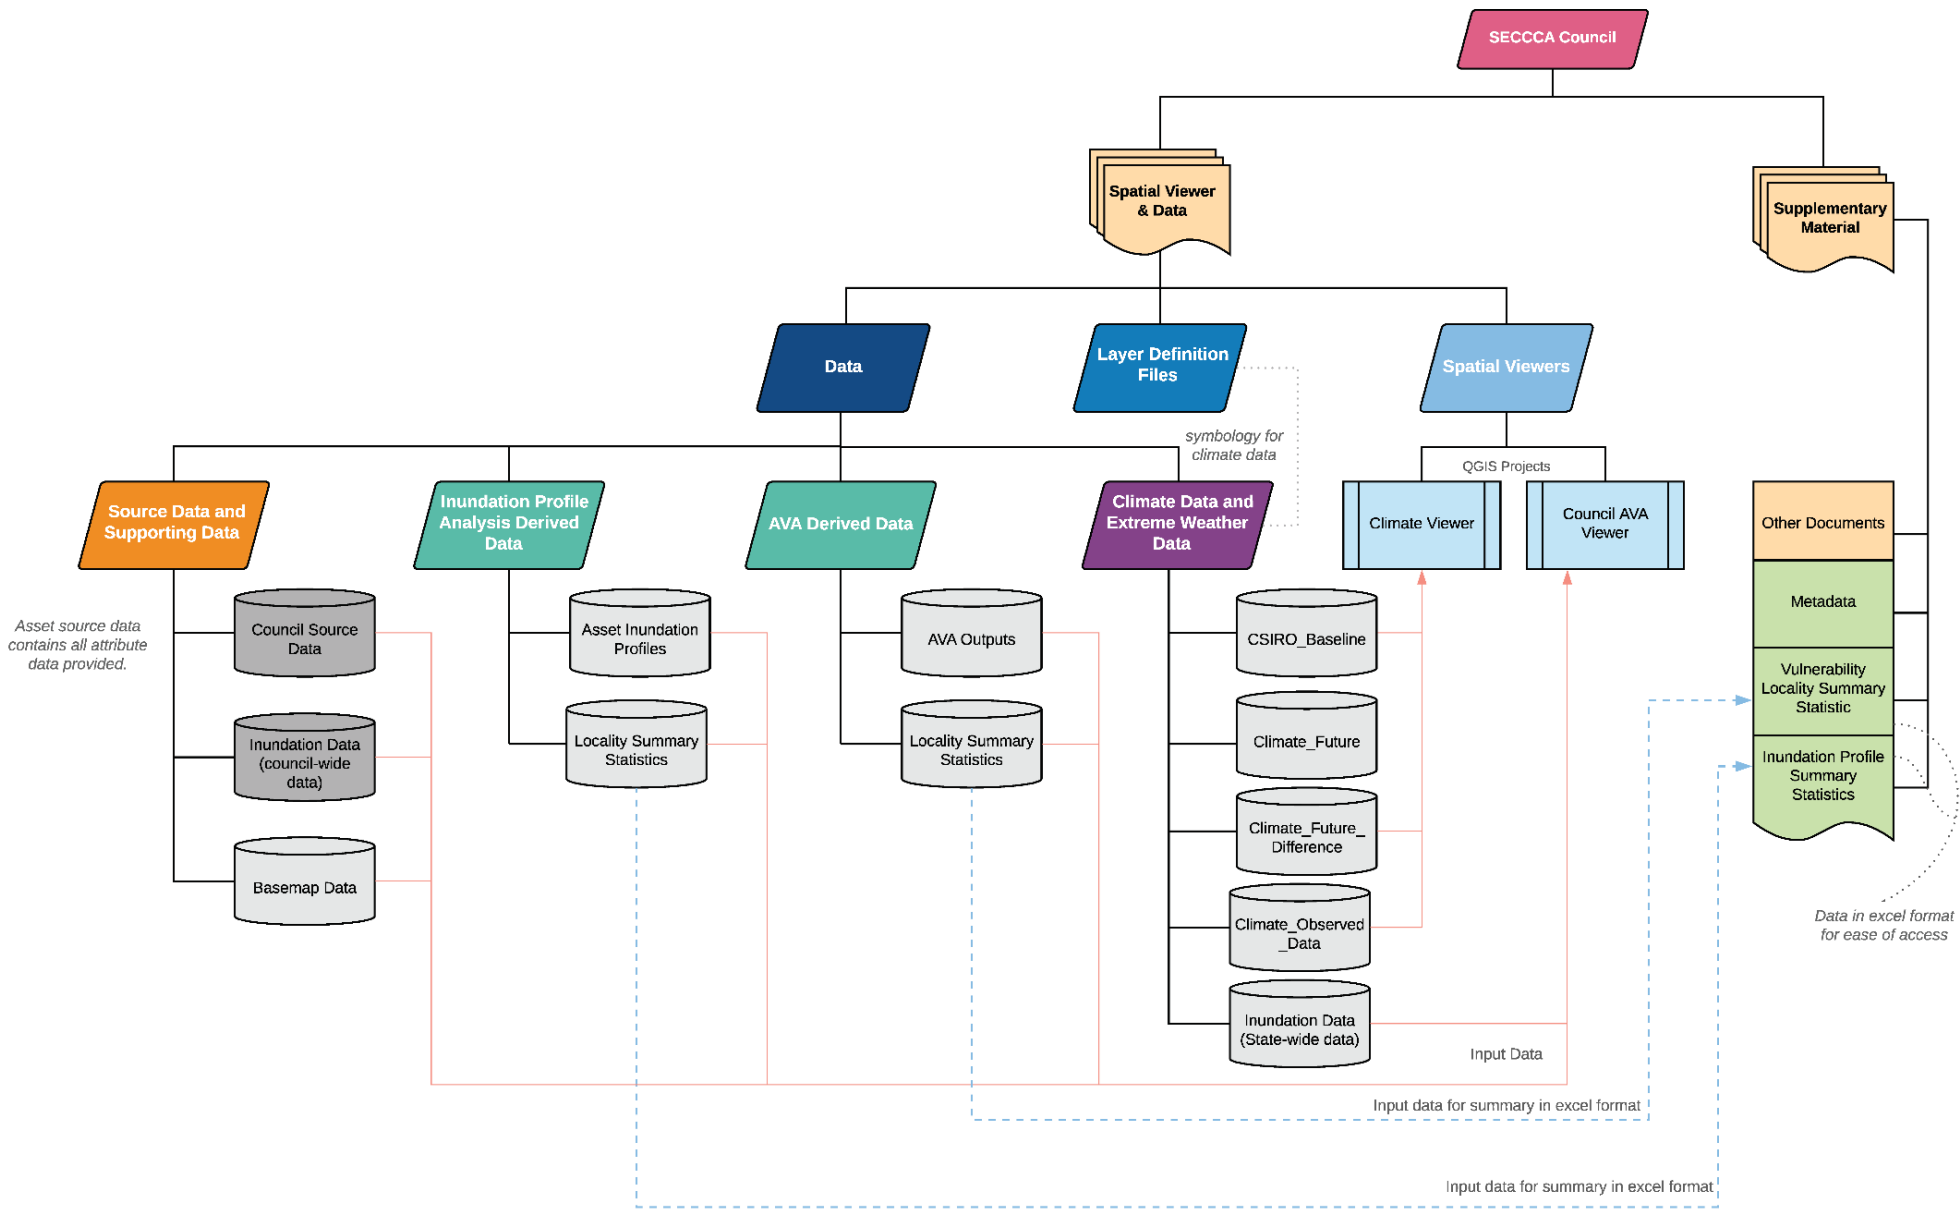 SECCCA Council
Spatial Viewer
& Data
Supplementary
Material
Data
Layer Definition
Files
Spatial Viewers
symbology for
climate data
QGIS Projects
Source Data and
Supporting Data
Inundation Profile
Analysis Derived
Data
AVA Derived Data
Climate Data and
Extreme Weather
Data
Climate Viewer
Council AVA
Viewer
Other Documents
Metadata
Vulnerability
Locality Summary
Statistic
Inundation Profile
Summary
Statistics
Asset source data
contains all attribute
data provided.
Council Source
Data
Inundation Data
(council-wide
data)
Basemap Data
Asset Inundation
Profiles
Locality Summary
Statistics
AVA Outputs
Locality Summary
Statistics
CSIRO_Baseline
Climate_Future
Climate_Future_
Difference
Climate_Observed
_Data
Inundation Data
(State-wide data)
Data in excel format
for ease of access
Input Data
Input data for summary in excel format
Input data for summary in excel format